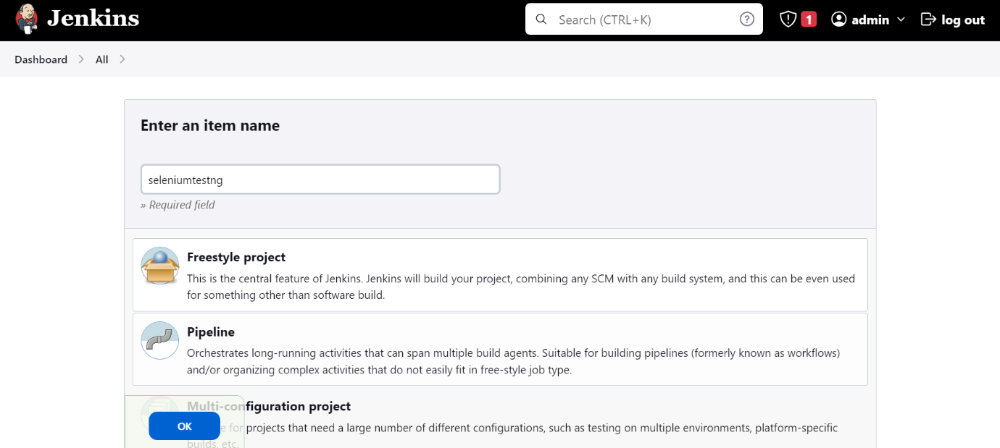 Jenkins
Search (CTRL+K)
1
admin
log out
Dashboard
All
Enter an item name
seleniumtestng
» Required field
Freestyle project
This is the central feature of Jenkins. Jenkins will build your project, combining any SCM with any build system, and this can be even used
for something other than software build.
Pipeline
Orchestrates long-running activities that can span multiple build agents. Suitable for building pipelines (formerly known as workflows)
and/or organizing complex activities that do not easily fit in free-style job type.
Multi-configuration project
for projects that need a large number of different configurations, such as testing on multiple environments, platform-specific
builds, etc.
OK